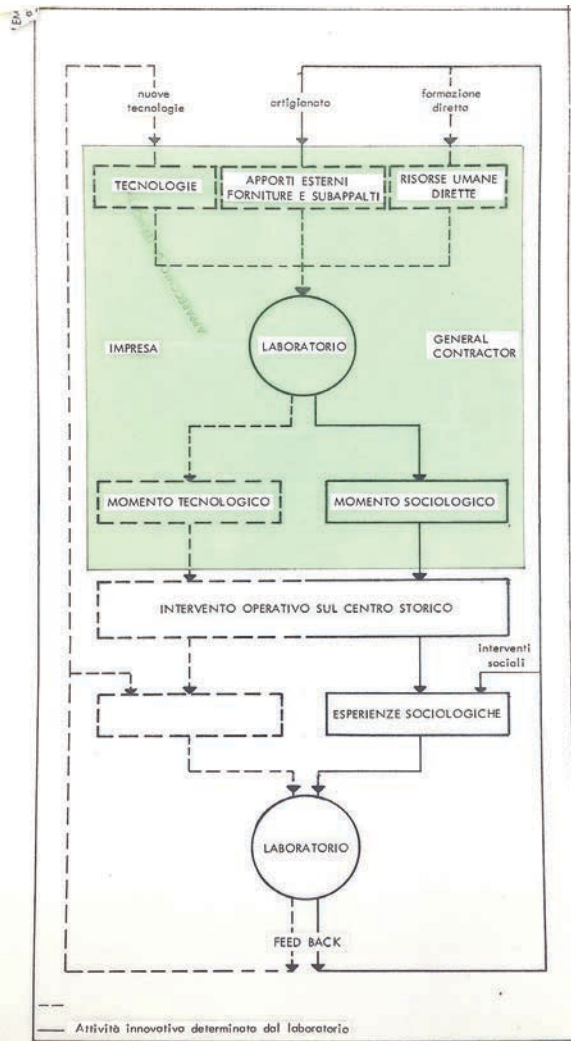 nuove
tecnologie
artigianato
formazione
diretta
TECNOLOGIE
APPORTI ESTERNI
FORNITURE E SUBAPPALTI
RISORSE UMANE
DIRETTE
IMPRESA
LABORATORIO
GENERAL
CONTRACTOR
MOMENTO TECNOLOGICO
MOMENTO SOCIOLOGICO
INTERVENTO OPERATIVO SUL CENTRO STORICO
interventi
sociali
ESPERIENZE SOCIOLOGICHE
LABORATORIO
FEED BACK
Attività innovativa determinata dal laboratorio